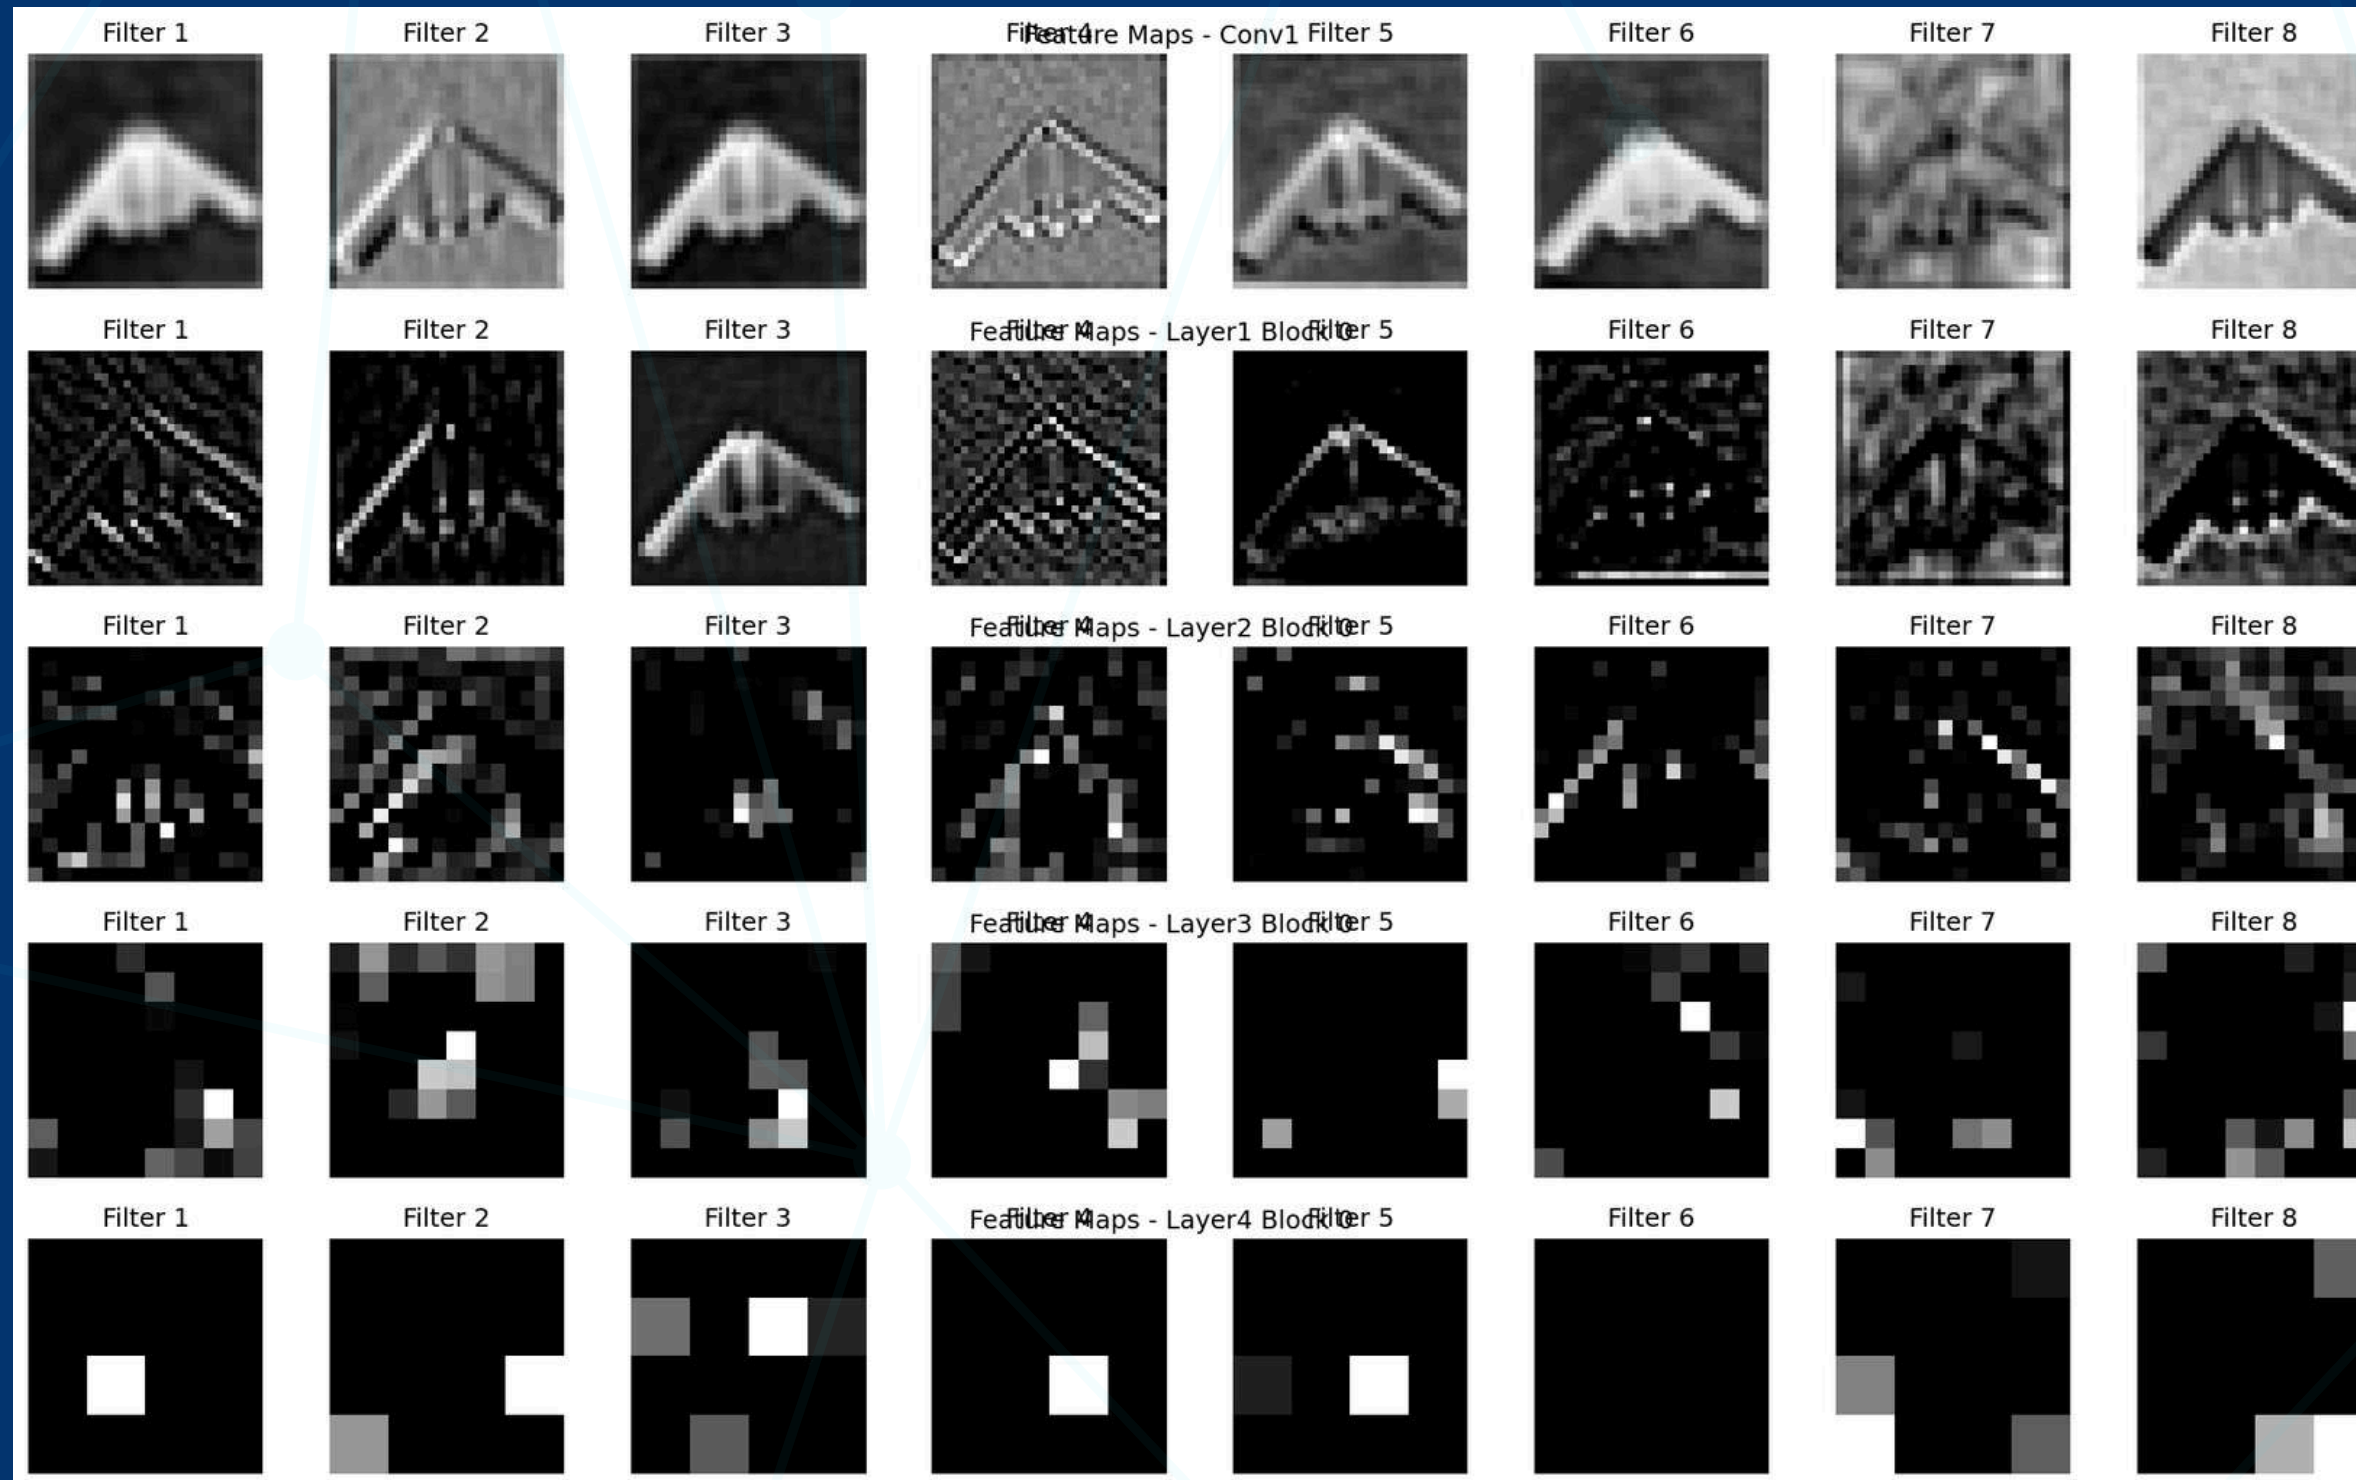 Filter 1 Filter 2 Filter 3 Filter 4 Feature Maps - Conv1 Filter 5 Filter 6 Filter 7 Filter 8
Filter 1 Filter 2 Filter 3 Filter 4 Feature Maps - Layer1 Block 0 Filter 5 Filter 6 Filter 7 Filter 8
Filter 1 Filter 2 Filter 3 Filter 4 Feature Maps - Layer2 Block 0 Filter 5 Filter 6 Filter 7 Filter 8
Filter 1 Filter 2 Filter 3 Filter 4 Feature Maps - Layer3 Block 0 Filter 5 Filter 6 Filter 7 Filter 8
Filter 1 Filter 2 Filter 3 Filter 4 Feature Maps - Layer4 Block 0 Filter 5 Filter 6 Filter 7 Filter 8